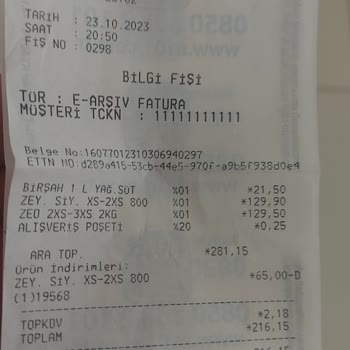 TARİH : 23.10.2023
SAAT : 20:50
FİŞ NO : 0298
BİLGİ FİŞİ
TÜR : E-ARŞİV FATURA
MÜŞTERİ TCKN : 11111111111
Belge No:16077012310306940297
ETTN NO:d289a415-53cb-44e5-970f-a9b5f938d0e4
BİRŞAH 1 L YAĞ.SÜT %01 *21,50
ZEY. SİY. XS-2XS 800 %01 *129,90
ZEO 2XS-3XS 2KG %01 *129,50
ALIŞVERİŞ POŞETİ %20 *0,25
ARA TOP. *281,15
Ürün İndirimleri:
ZEY. SİY. XS-2XS 800 *65,00-D
(1)19568
TOPKDV *2,18
TOPLAM *216,15